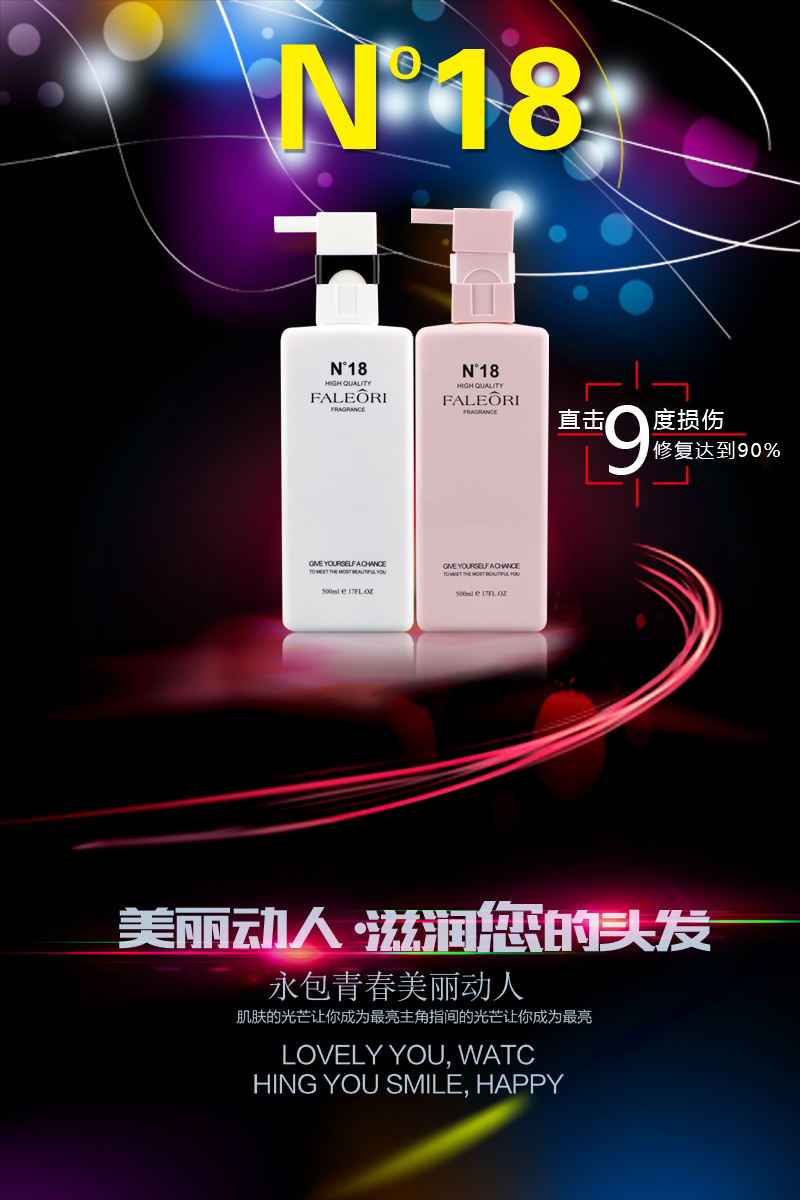 Nº18
N°18
HIGH QUALITY
FALEÔRI
FRAGRANCE
GIVE YOURSELF A CHANCE
TO MEET THE MOST BEAUTIFUL YOU
500ml e 17FL.OZ
N°18
HIGH QUALITY
FALEÔRI
FRAGRANCE
GIVE YOURSELF A CHANCE
TO MEET THE MOST BEAUTIFUL YOU
500ml e 17FL.OZ
直击9度损伤
修复达到90%
美丽动人·滋润您的头发
永包青春美丽动人
肌肤的光芒让你成为最亮主角指间的光芒让你成为最亮
LOVELY YOU, WATC
HING YOU SMILE, HAPPY